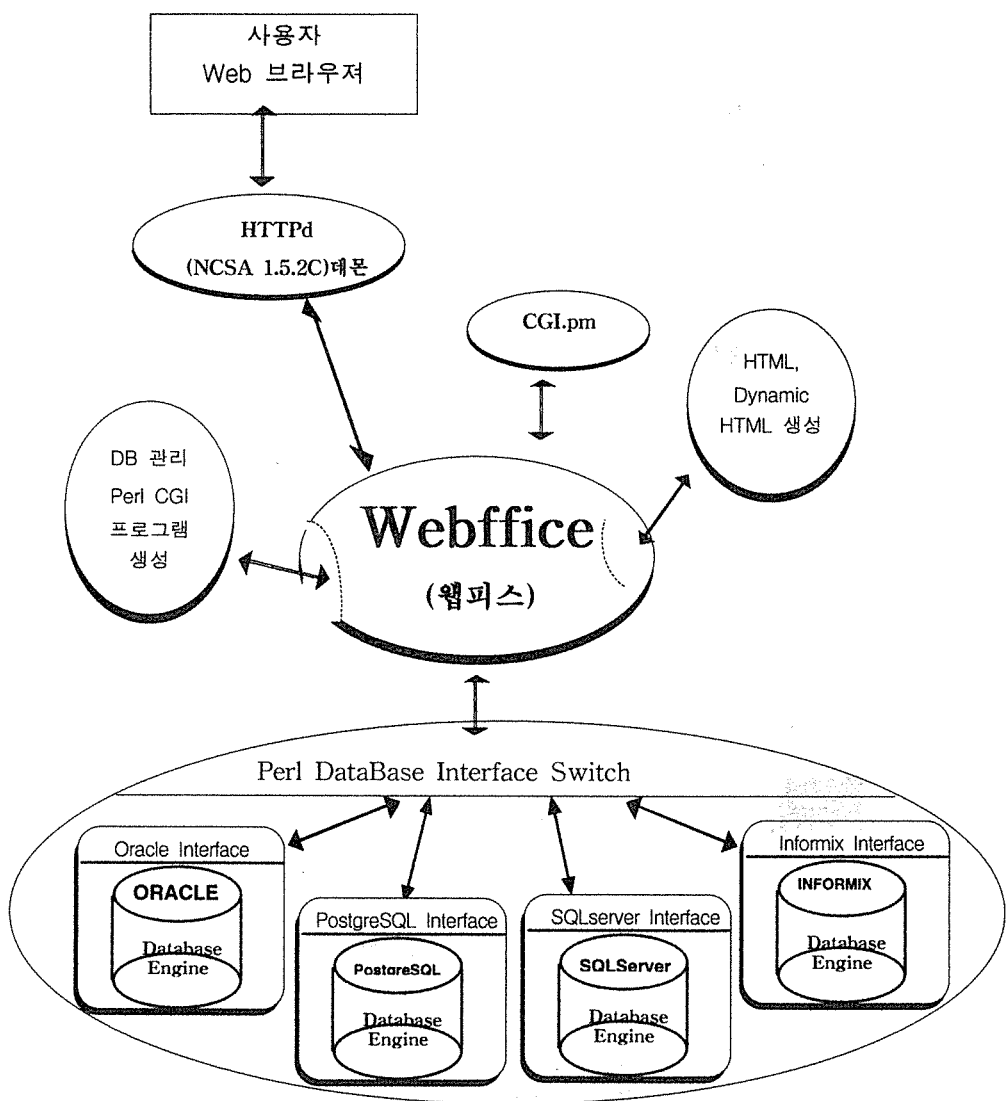 사용자
Web 브라우져
HTTPd
(NCSA 1.5.2C)데몬
CGI.pm
HTML,
Dynamic
HTML 생성
DB 관리
Perl CGI
프로그램
생성
Webffice
(웹피스)
Perl DataBase Interface Switch
Oracle Interface
ORACLE
Database
Engine
PostgreSQL Interface
PostgreSQL
Database
Engine
SQLserver Interface
SQLServer
Database
Engine
Informix Interface
INFORMIX
Database
Engine